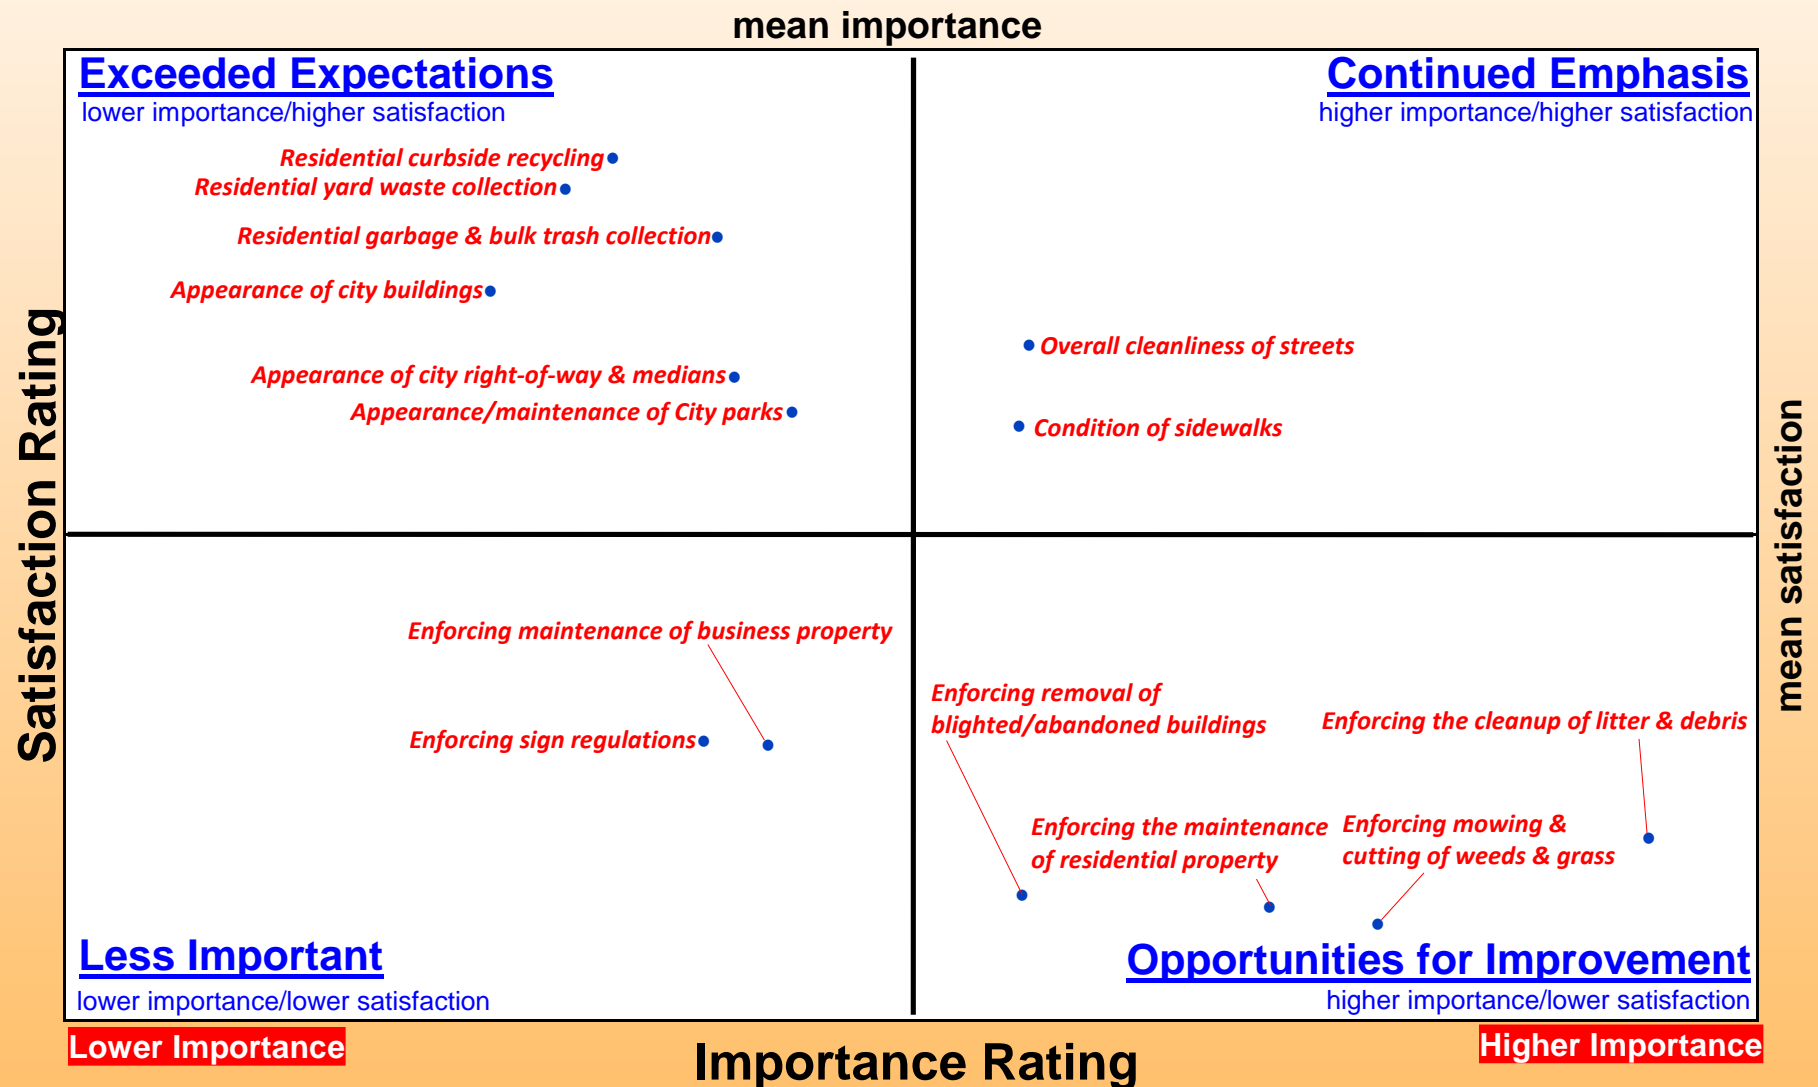 mean importance
Exceeded Expectations
lower importance/higher satisfaction
Continued Emphasis
higher importance/higher satisfaction
Residential curbside recycling
Residential yard waste collection
Residential garbage & bulk trash collection
Appearance of city buildings
Appearance of city right-of-way & medians
Appearance/maintenance of City parks
Overall cleanliness of streets
Condition of sidewalks
Satisfaction Rating
mean satisfaction
Enforcing maintenance of business property
Enforcing sign regulations
Enforcing removal of
blighted/abandoned buildings
Enforcing the cleanup of litter & debris
Enforcing the maintenance
of residential property
Enforcing mowing &
cutting of weeds & grass
Less Important
lower importance/lower satisfaction
Opportunities for Improvement
higher importance/lower satisfaction
Lower Importance
Importance Rating
Higher Importance